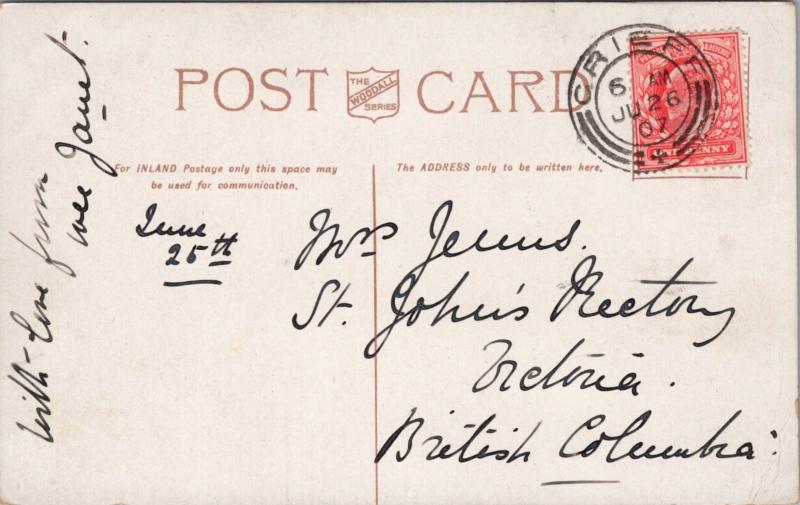 POST CARD
THE
WOODALL
SERIES
CRIEFF
6 AM
JU 26
07
ONE PENNY
For INLAND Postage only this space may
be used for communication.
The ADDRESS only to be written here.
June
25th
Mrs Jenns.
St. John's Rectory
Victoria.
British Columbia.
With love from
wee Janet.